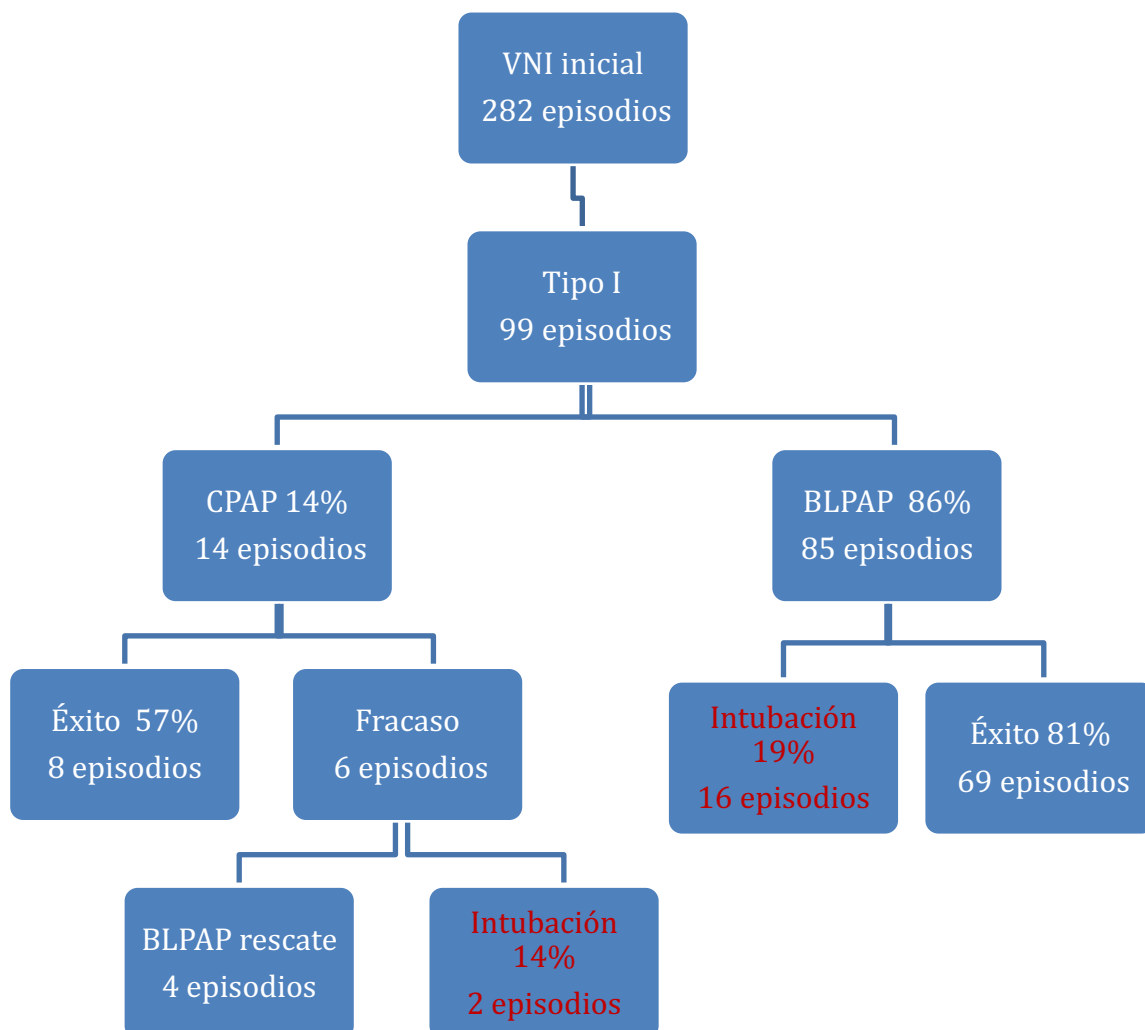 VNI inicial
282 episodios
Tipo I
99 episodios
CPAP 14%
14 episodios
BLPAP 86%
85 episodios
Éxito 57%
8 episodios
Fracaso
6 episodios
Intubación
19%
16 episodios
Éxito 81%
69 episodios
BLPAP rescate
4 episodios
Intubación
14%
2 episodios